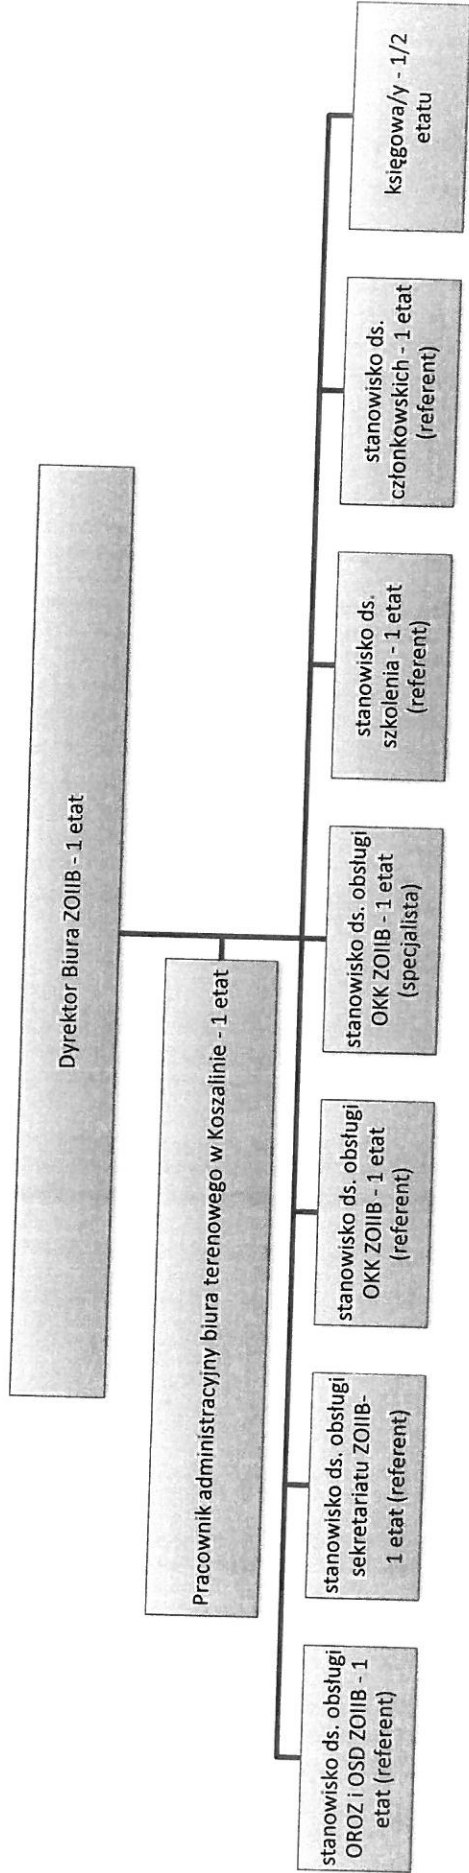 Dyrektor Biura ZOIIB - 1 etat
Pracownik administracyjny biura terenowego w Koszalinie - 1 etat
stanowisko ds. obsługi
OROZ i OSD ZOIIB - 1
etat (referent)
stanowisko ds. obsługi
sekretariatu ZOIIB-
1 etat (referent)
stanowisko ds. obsługi
OKK ZOIIB - 1 etat
(referent)
stanowisko ds. obsługi
OKK ZOIIB - 1 etat
(specjalista)
stanowisko ds.
szkolenia - 1 etat
(referent)
stanowisko ds.
członkowskich - 1 etat
(referent)
księgowa/y - 1/2
etatu